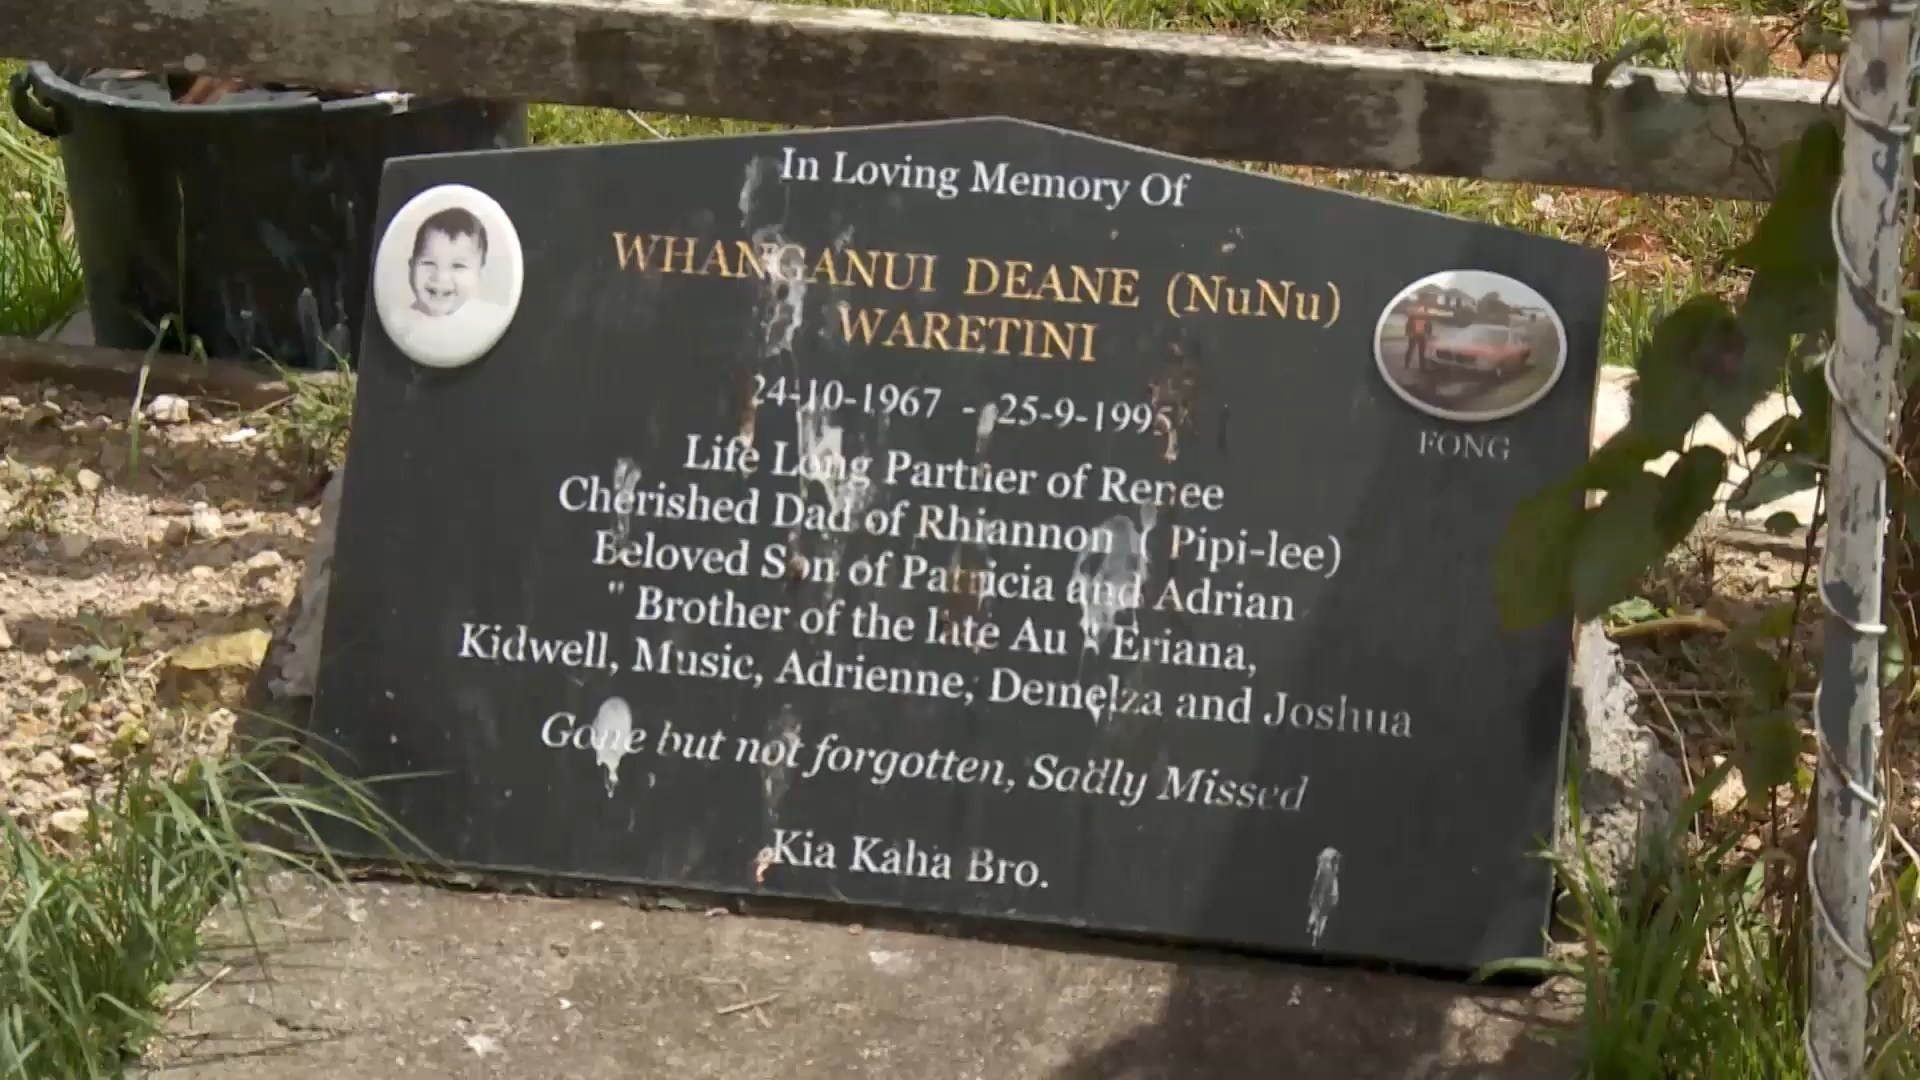 In Loving Memory Of
WHANGANUI DEANE (NuNu)
WARETINI
24-10-1967 - 25-9-1995
FONG
Life Long Partner of Renee
Cherished Dad of Rhiannon ( Pipi-lee)
Beloved Son of Patricia and Adrian
" Brother of the late Au " Eriana,
Kidwell, Music, Adrienne, Demelza and Joshua
Gone but not forgotten, Sadly Missed
Kia Kaha Bro.